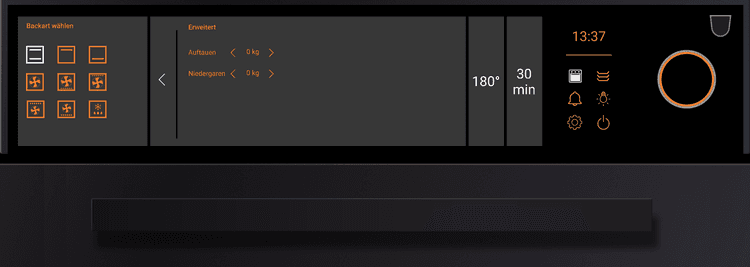 Backart wählen
Erweitert
Auftauen 0 kg
Niedergaren 0 kg
180°
30
min
13:37